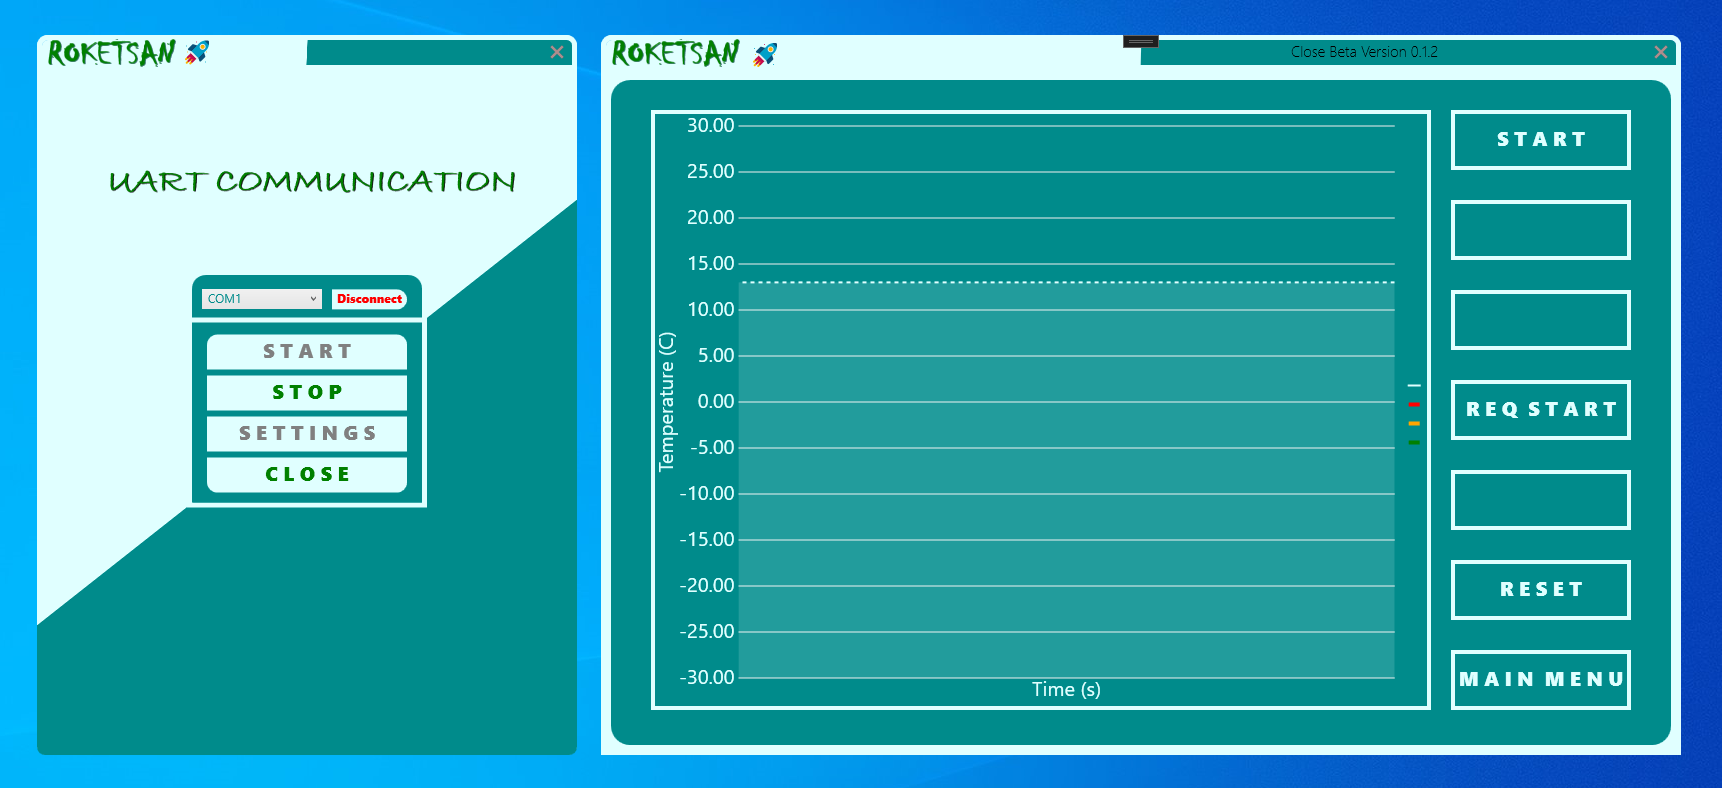 ROKETSAN
UART COMMUNICATION
COM1
Disconnect
START
STOP
SETTINGS
CLOSE
ROKETSAN
Close Beta Version 0.1.2
30.00
25.00
20.00
15.00
10.00
5.00
0.00
-5.00
-10.00
-15.00
-20.00
-25.00
-30.00
Temperature (C)
Time (s)
START
REQ START
RESET
MAIN MENU